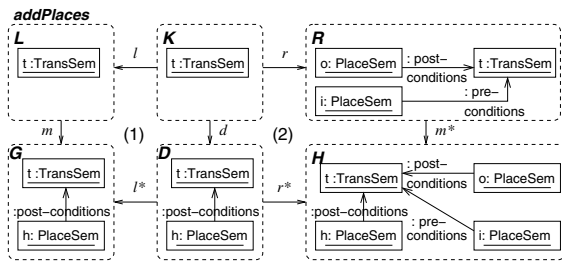 addPlaces
L
t :TransSem
l
K
t :TransSem
r
R
o: PlaceSem
: post–
conditions
t :TransSem
i: PlaceSem
: pre–
conditions
m
(1)
d
(2)
m*
G
t :TransSem
:post–conditions
h: PlaceSem
l*
D
t :TransSem
:post–conditions
h: PlaceSem
r*
H
t :TransSem
: post–
conditions
o: PlaceSem
:post–conditions
: pre–
conditions
h: PlaceSem
i: PlaceSem